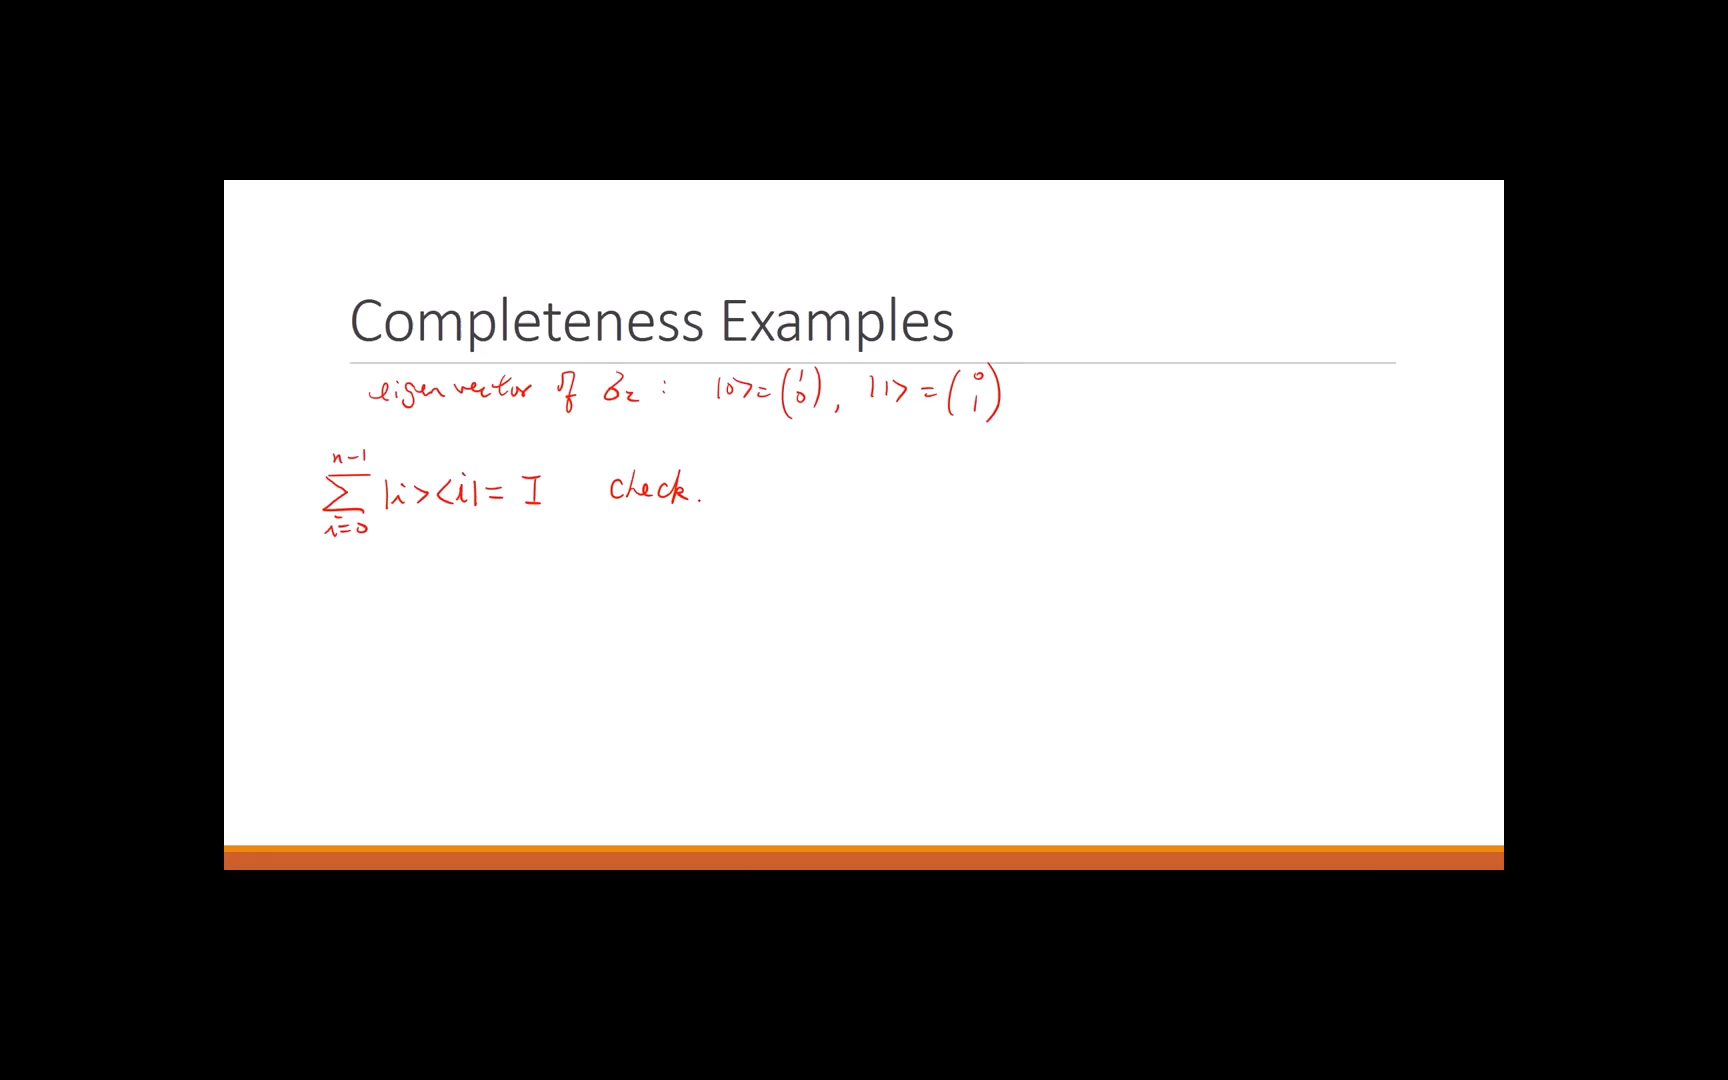 Completeness Examples
eigenvector of σz : |0>=(1 0), |1>=(0 1)
n-1
∑ |i><i| = I check.
i=0